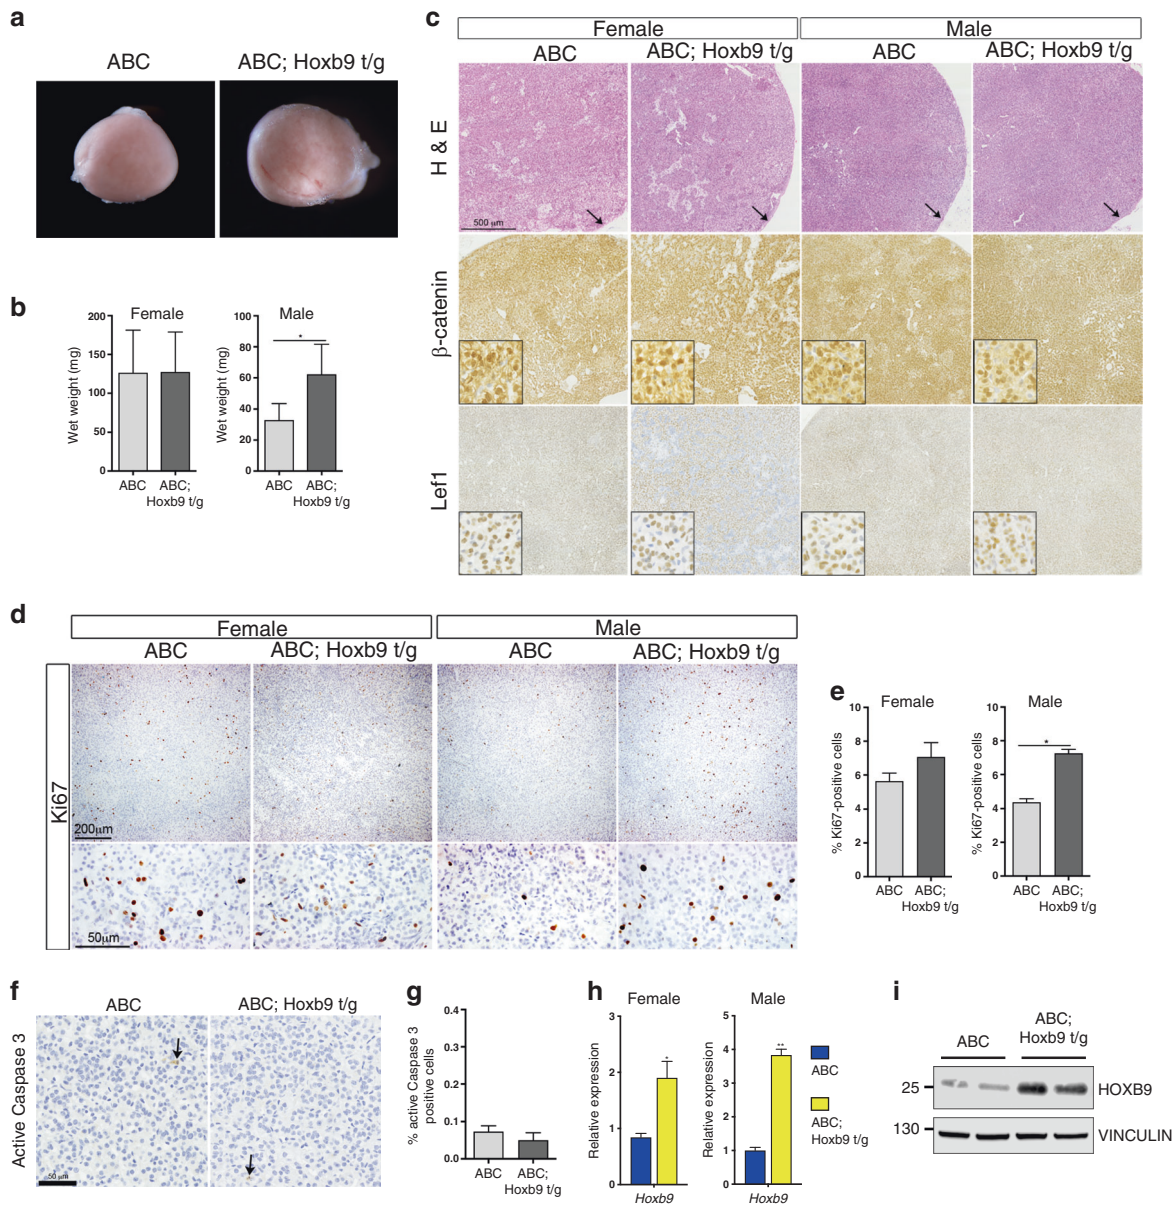 a
ABC
ABC; Hoxb9 t/g
b
Female
Wet weight (mg)
200
150
100
50
0
ABC
ABC;
Hoxb9 t/g
Male
*
Wet weight (mg)
100
80
60
40
20
0
ABC
ABC;
Hoxb9 t/g
c
Female
Male
ABC
ABC; Hoxb9 t/g
ABC
ABC; Hoxb9 t/g
H & E
500 µm
β-catenin
Lef1
d
Female
Male
ABC
ABC; Hoxb9 t/g
ABC
ABC; Hoxb9 t/g
Ki67
200µm
50µm
e
Female
% Ki67-positive cells
10
8
6
4
2
0
ABC
ABC;
Hoxb9 t/g
Male
*
% Ki67-positive cells
10
8
6
4
2
0
ABC
ABC;
Hoxb9 t/g
f
ABC
ABC; Hoxb9 t/g
Active Caspase 3
50 µm
g
% active Caspase 3
positive cells
0.4
0.3
0.2
0.1
0.0
ABC
ABC;
Hoxb9 t/g
h
Female
Relative expression
3
2
1
0
*
Hoxb9
Male
Relative expression
5
4
3
2
1
0
**
Hoxb9
ABC
ABC;
Hoxb9 t/g
i
ABC
ABC;
Hoxb9 t/g
25
HOXB9
130
VINCULIN